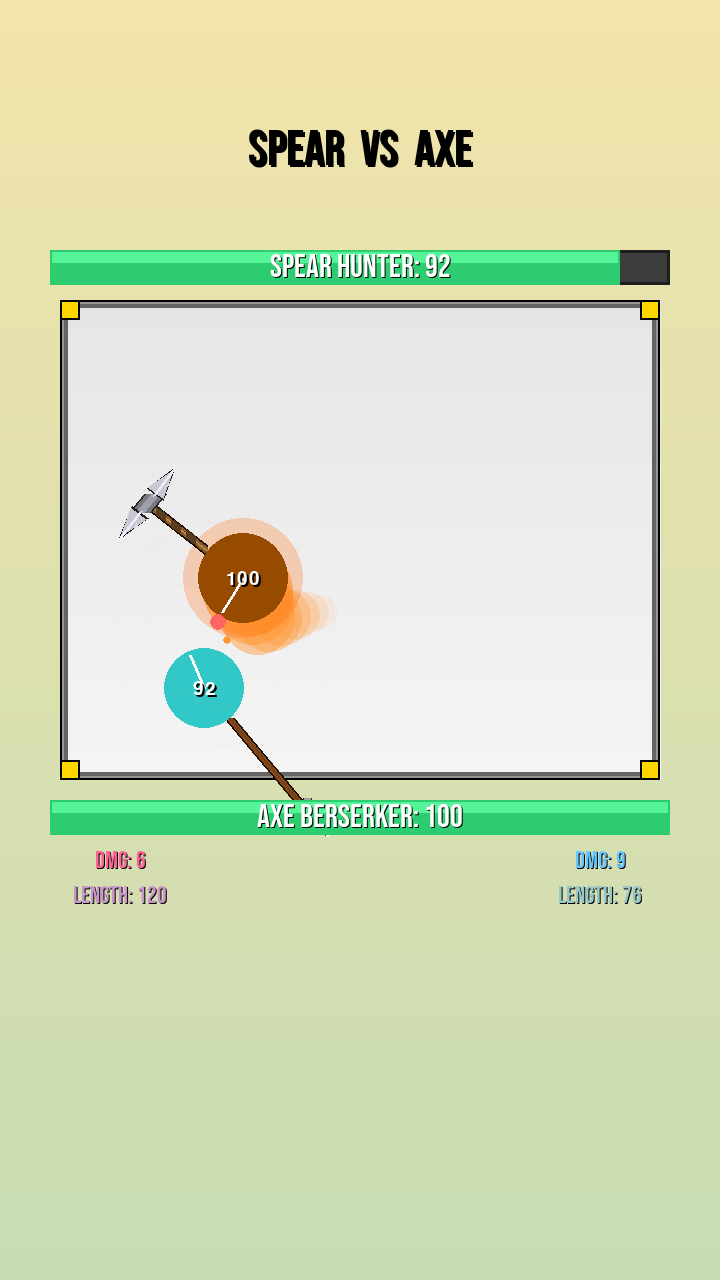 SPEAR VS AXE
SPEAR HUNTER: 92
100
92
AXE BERSERKER: 100
DMG: 6
DMG: 9
LENGTH: 120
LENGTH: 76